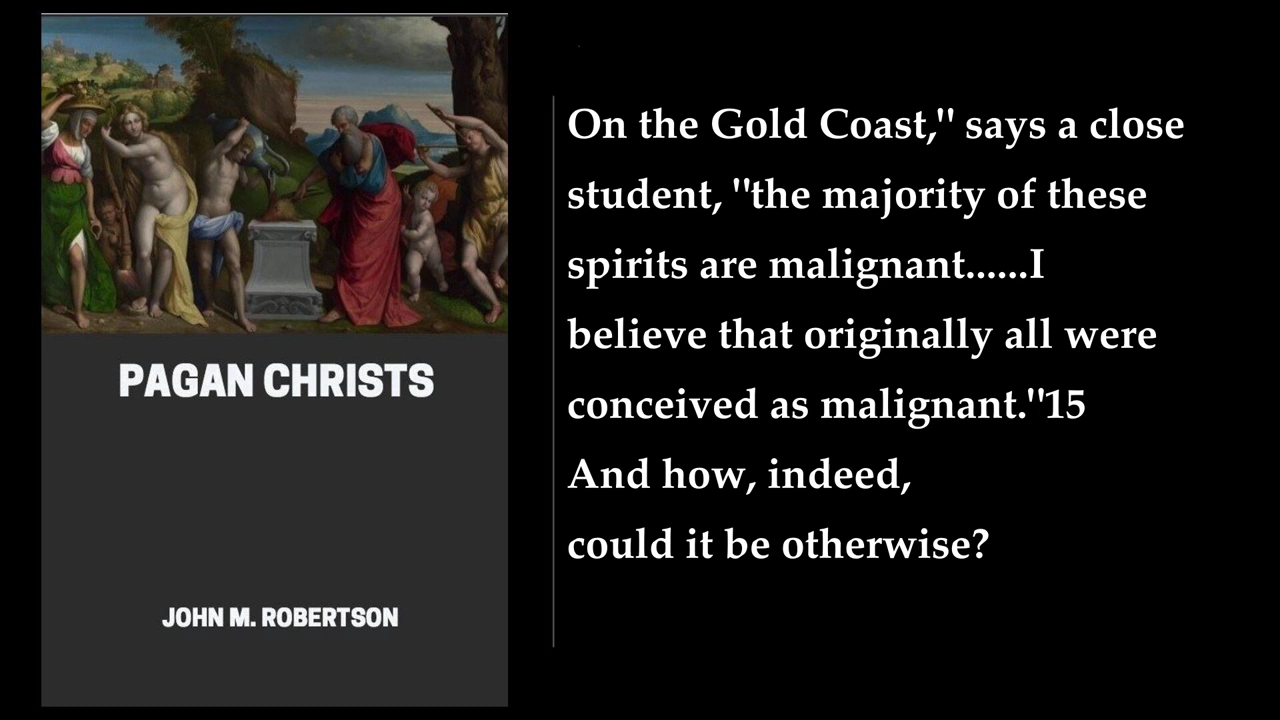 PAGAN CHRISTS
JOHN M. ROBERTSON
On the Gold Coast," says a close
student, "the majority of these
spirits are malignant......I
believe that originally all were
conceived as malignant."15
And how, indeed,
could it be otherwise?